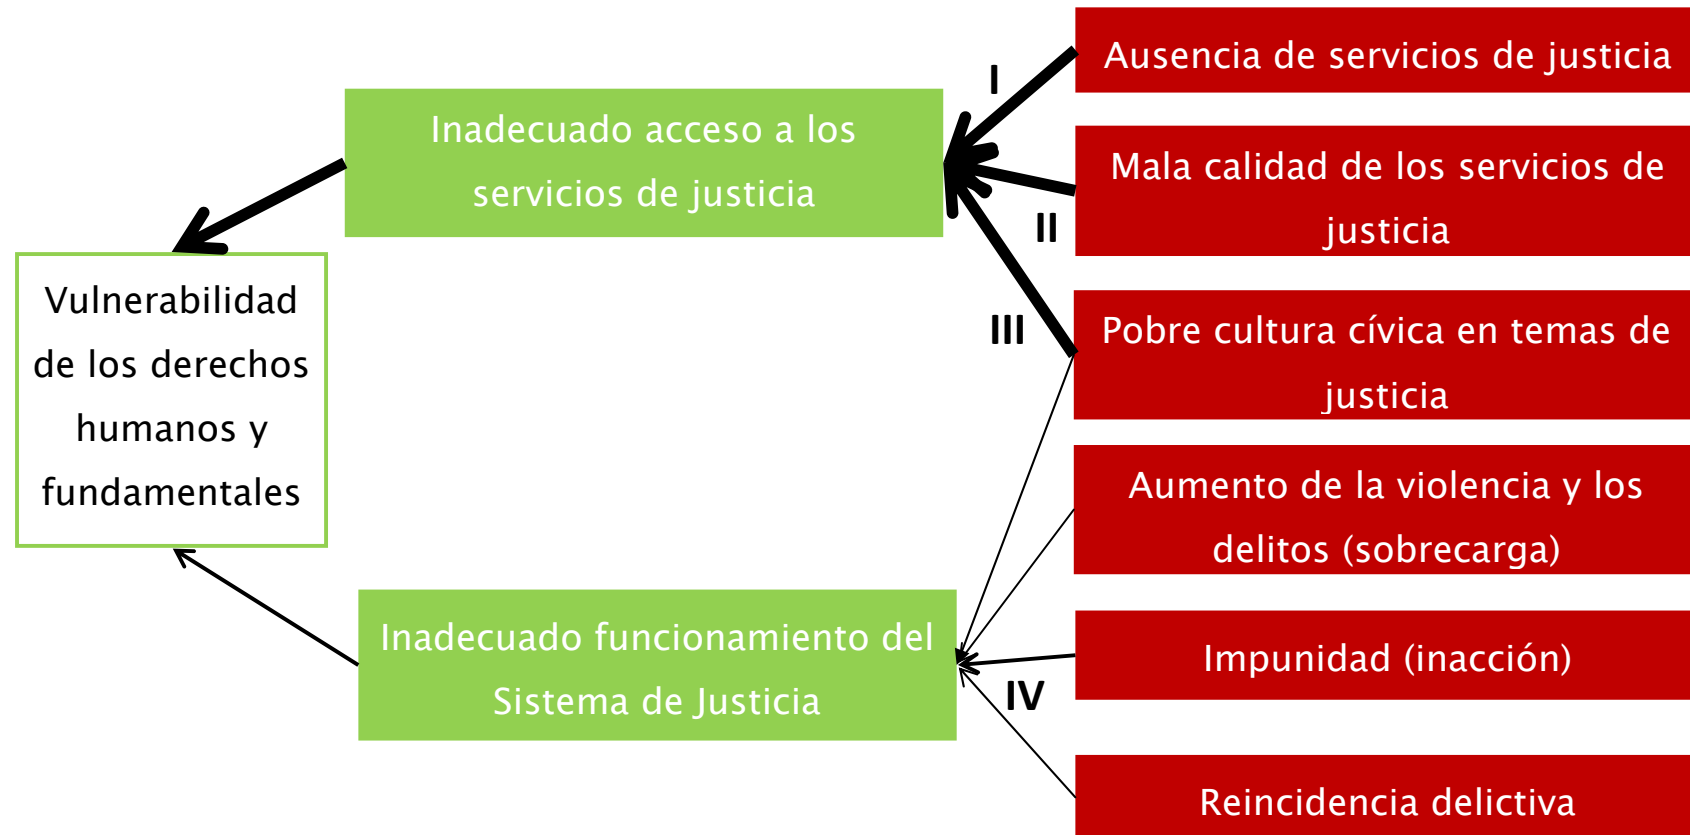 Ausencia de servicios de justicia
I
Inadecuado acceso a los
servicios de justicia
Mala calidad de los servicios de
justicia
II
Vulnerabilidad
de los derechos
humanos y
fundamentales
III
Pobre cultura cívica en temas de
justicia
Aumento de la violencia y los
delitos (sobrecarga)
Inadecuado funcionamiento del
Sistema de Justicia
Impunidad (inacción)
IV
Reincidencia delictiva